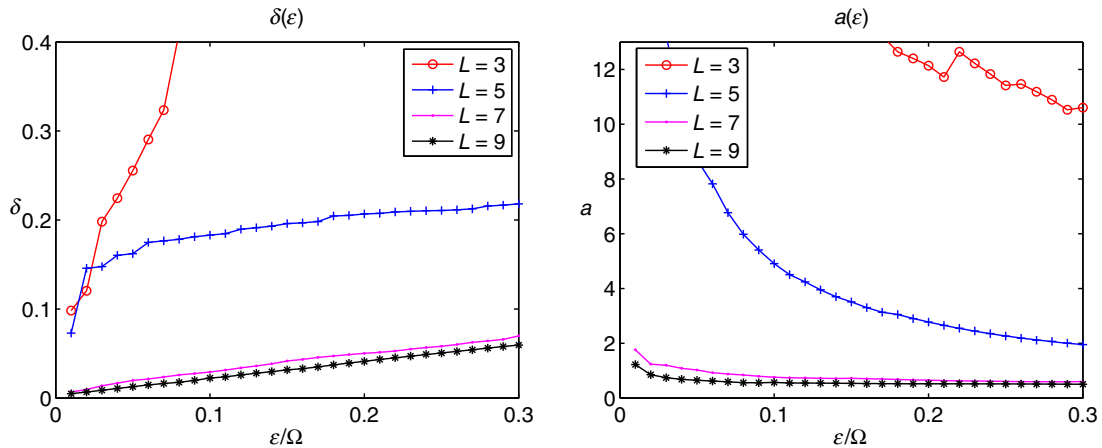 δ(ε)
0.4
0.3
δ 0.2
0.1
0
0 0.1 0.2 0.3
ε/Ω
L = 3
L = 5
L = 7
L = 9
a(ε)
12
10
8
a 6
4
2
0
0 0.1 0.2 0.3
ε/Ω
L = 3
L = 5
L = 7
L = 9